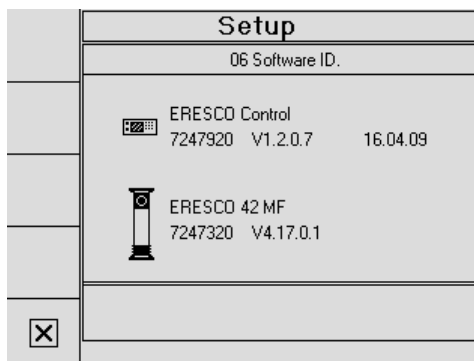 Setup
06 Software ID.
ERESCO Control
7247920 V1.2.0.7 16.04.09
ERESCO 42 MF
7247320 V4.17.0.1